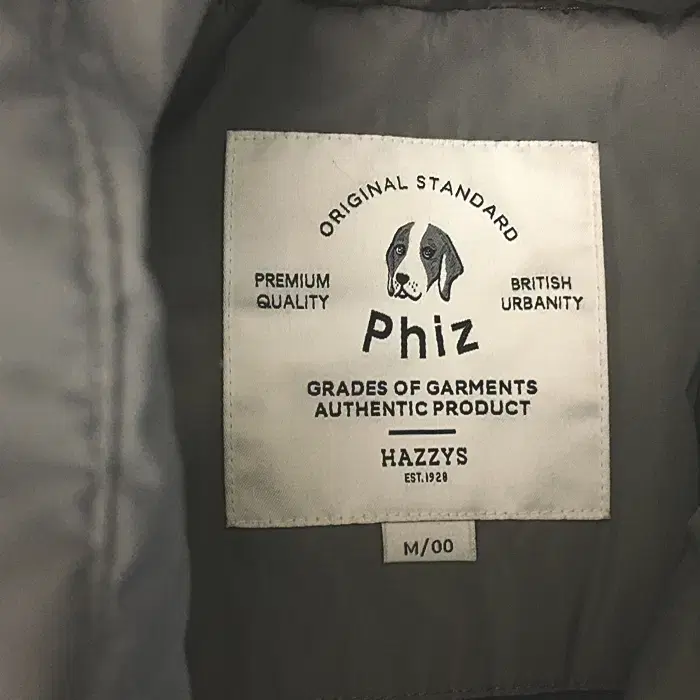 ORIGINAL STANDARD
PREMIUM QUALITY
BRITISH URBANITY
Phiz
GRADES OF GARMENTS
AUTHENTIC PRODUCT
HAZZYS
EST.1928
M/00